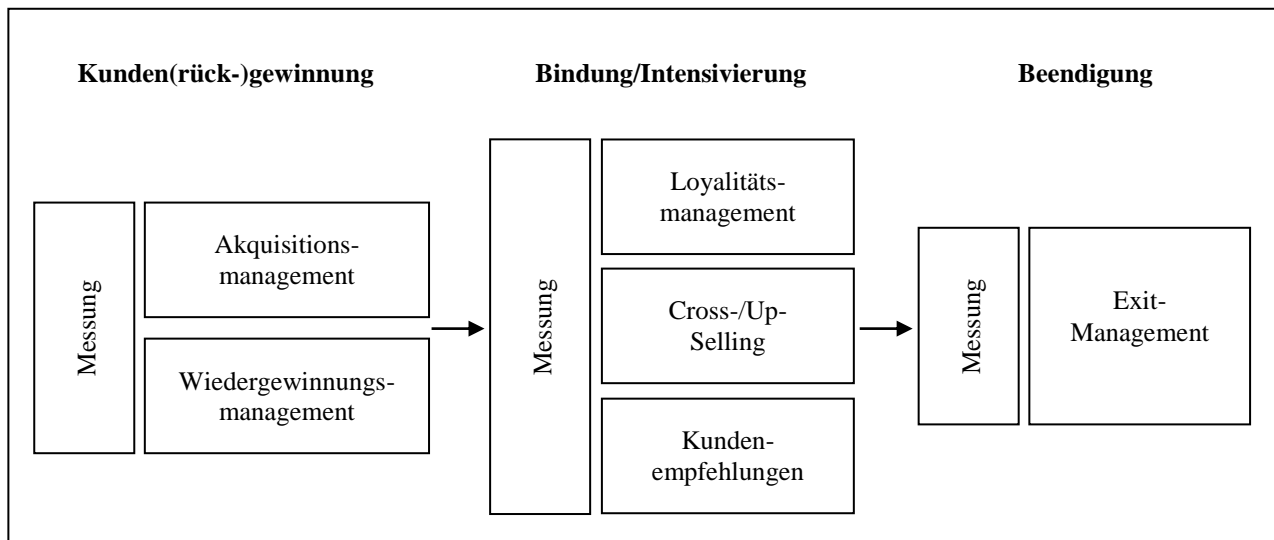 Kunden(rück-)gewinnung
Messung
Akquisitions-
management
Wiedergewinnungs-
management
Bindung/Intensivierung
Messung
Loyalitäts-
management
Cross-/Up-
Selling
Kunden-
empfehlungen
Beendigung
Messung
Exit-
Management